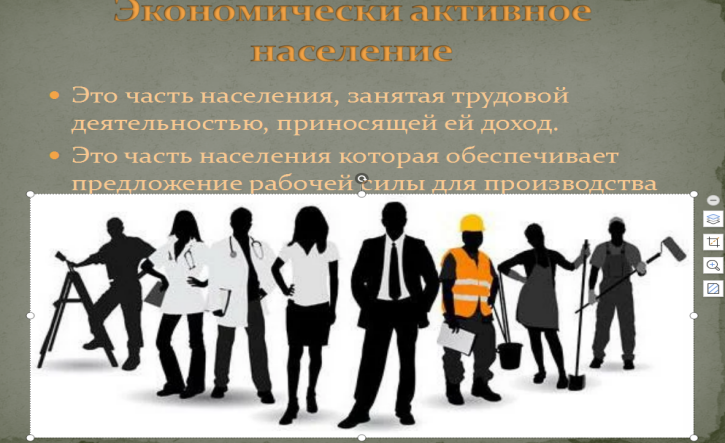 Экономически активное
население
Это часть населения, занятая трудовой
деятельностью, приносящей ей доход.
Это часть населения которая обеспечивает
предложение рабочей силы для производства